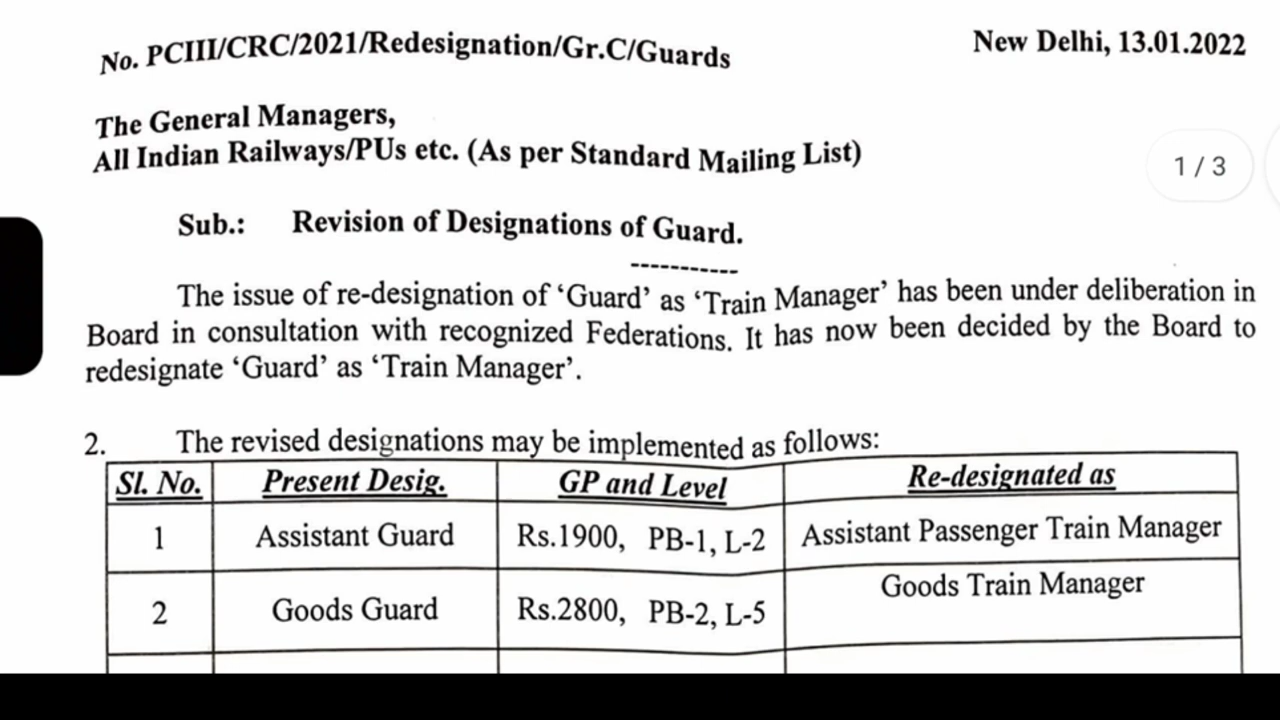 No. PCIII/CRC/2021/Redesignation/Gr.C/Guards New Delhi, 13.01.2022
The General Managers,
All Indian Railways/PUs etc. (As per Standard Mailing List)
1 / 3
Sub.: Revision of Designations of Guard.
-----------
The issue of re-designation of ‘Guard’ as ‘Train Manager’ has been under deliberation in
Board in consultation with recognized Federations. It has now been decided by the Board to
redesignate ‘Guard’ as ‘Train Manager’.
2. The revised designations may be implemented as follows:
Sl. No. Present Desig. GP and Level Re-designated as
1 Assistant Guard Rs.1900, PB-1, L-2 Assistant Passenger Train Manager
2 Goods Guard Rs.2800, PB-2, L-5 Goods Train Manager